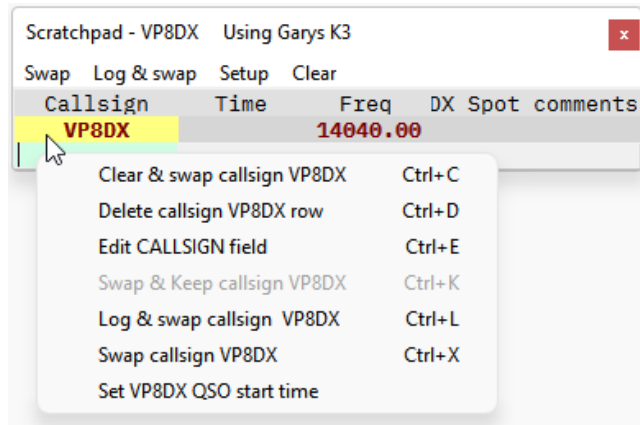 Scratchpad - VP8DX Using Garys K3 x
Swap Log & swap Setup Clear
Callsign Time Freq DX Spot comments
VP8DX 14040.00
Clear & swap callsign VP8DX Ctrl+C
Delete callsign VP8DX row Ctrl+D
Edit CALLSIGN field Ctrl+E
Swap & Keep callsign VP8DX Ctrl+K
Log & swap callsign VP8DX Ctrl+L
Swap callsign VP8DX Ctrl+X
Set VP8DX QSO start time